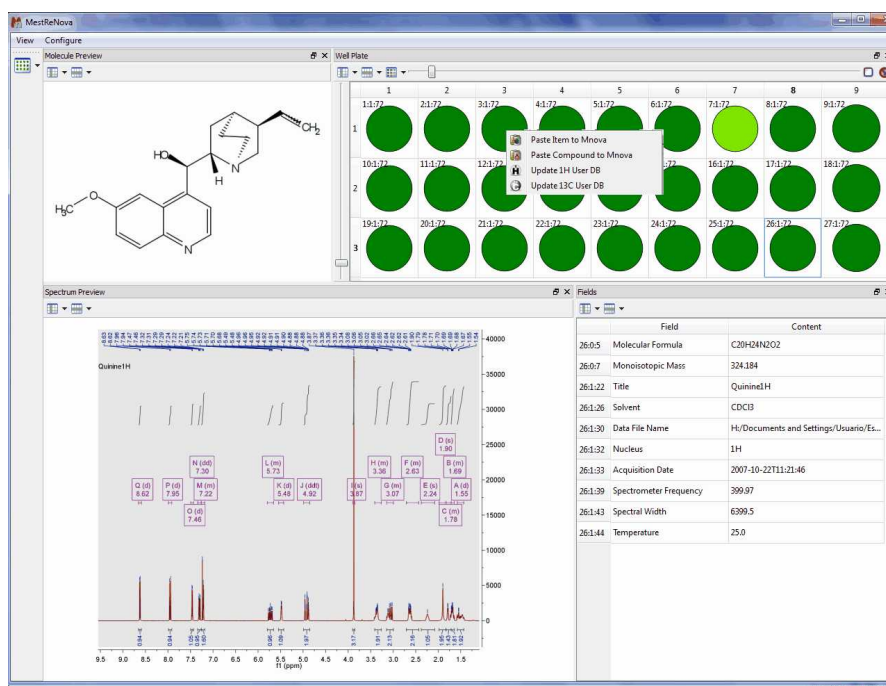 MestReNova
View Configure
Molecule Preview
Well Plate
1 2 3 4 5 6 7 8 9
1:1:72 2:1:72 3:1:72 4:1:72 5:1:72 6:1:72 7:1:72 8:1:72 9:1:72
1
Paste Item to Mnova
Paste Compound to Mnova
Update 1H User DB
Update 13C User DB
10:1:72 11:1:72 12:1:72 16:1:72 17:1:72 18:1:72
2
19:1:72 20:1:72 21:1:72 22:1:72 23:1:72 24:1:72 25:1:72 26:1:72 27:1:72
3
CH2
HO
N
H
O
H3C
N
Spectrum Preview
Quinine1H
40000
35000
30000
25000
20000
15000
10000
5000
0
D (s)
1.90
N (dd)
7.30
L (m)
5.73
H (m)
3.36
F (m)
2.63
B (m)
1.69
Q (d)
8.62
P (d)
7.95
M (m)
7.22
K (d)
5.48
J (ddt)
4.92
I (s)
3.87
G (m)
3.07
E (s)
2.24
A (d)
1.55
O (d)
7.46
C (m)
1.78
9.5 9.0 8.5 8.0 7.5 7.0 6.5 6.0 5.5 5.0 4.5 4.0 3.5 3.0 2.5 2.0 1.5
f1 (ppm)
Fields
Field Content
26:0:5 Molecular Formula C20H24N2O2
26:0:7 Monoisotopic Mass 324.184
26:1:22 Title Quinine1H
26:1:26 Solvent CDCl3
26:1:30 Data File Name H:/Documents and Settings/Usuario/Es...
26:1:32 Nucleus 1H
26:1:33 Acquisition Date 2007-10-22T11:21:46
26:1:39 Spectrometer Frequency 399.97
26:1:43 Spectral Width 6399.5
26:1:44 Temperature 25.0